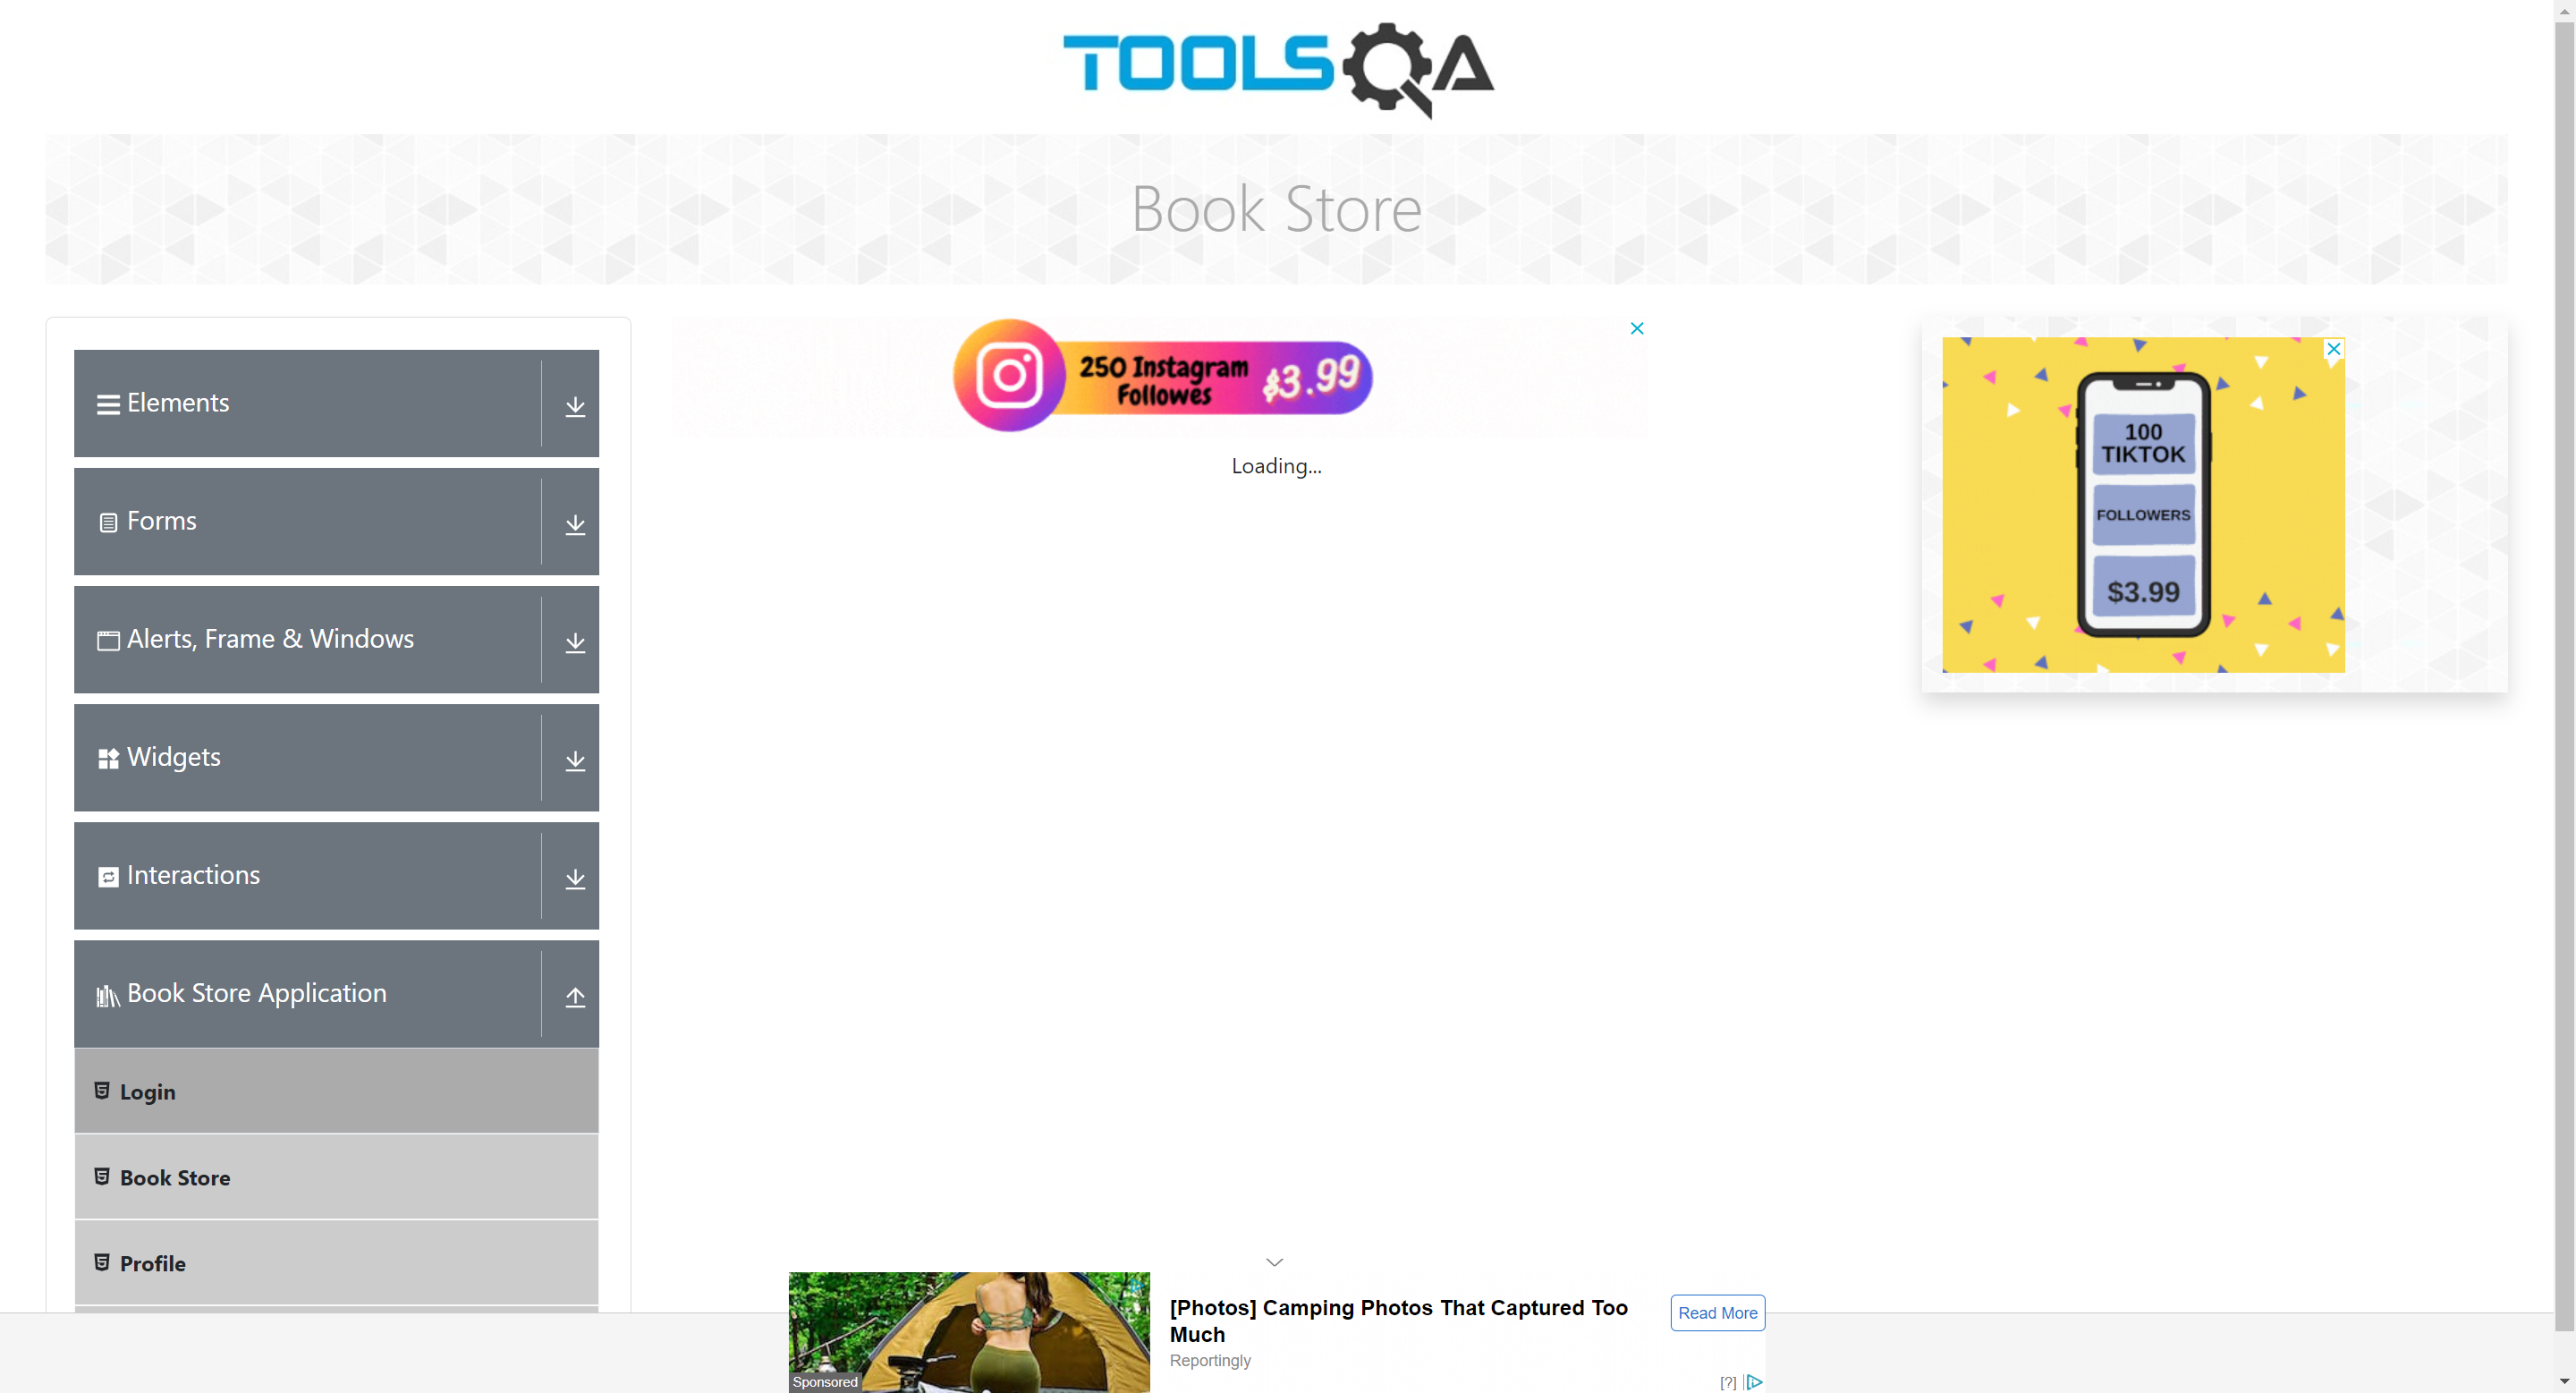 TOOLSQA
Book Store
Elements
Forms
Alerts, Frame & Windows
Widgets
Interactions
Book Store Application
Login
Book Store
Profile
250 Instagram
Followes
$3.99
Loading...
100
TIKTOK
FOLLOWERS
$3.99
[Photos] Camping Photos That Captured Too
Much
Reportingly
Read More
Sponsored
[?]